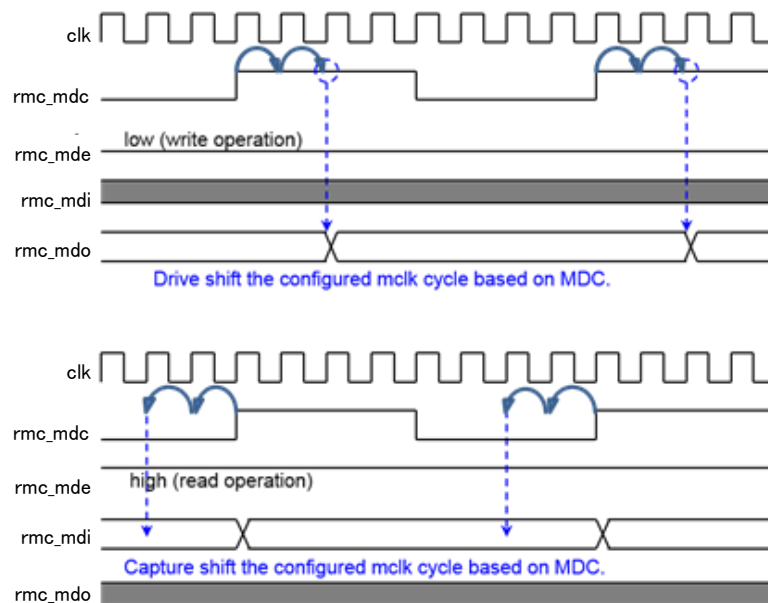 clk
rmc_mdc
low (write operation)
rmc_mde
rmc_mdi
rmc_mdo
Drive shift the configured mclk cycle based on MDC.
clk
rmc_mdc
high (read operation)
rmc_mde
rmc_mdi
Capture shift the configured mclk cycle based on MDC.
rmc_mdo